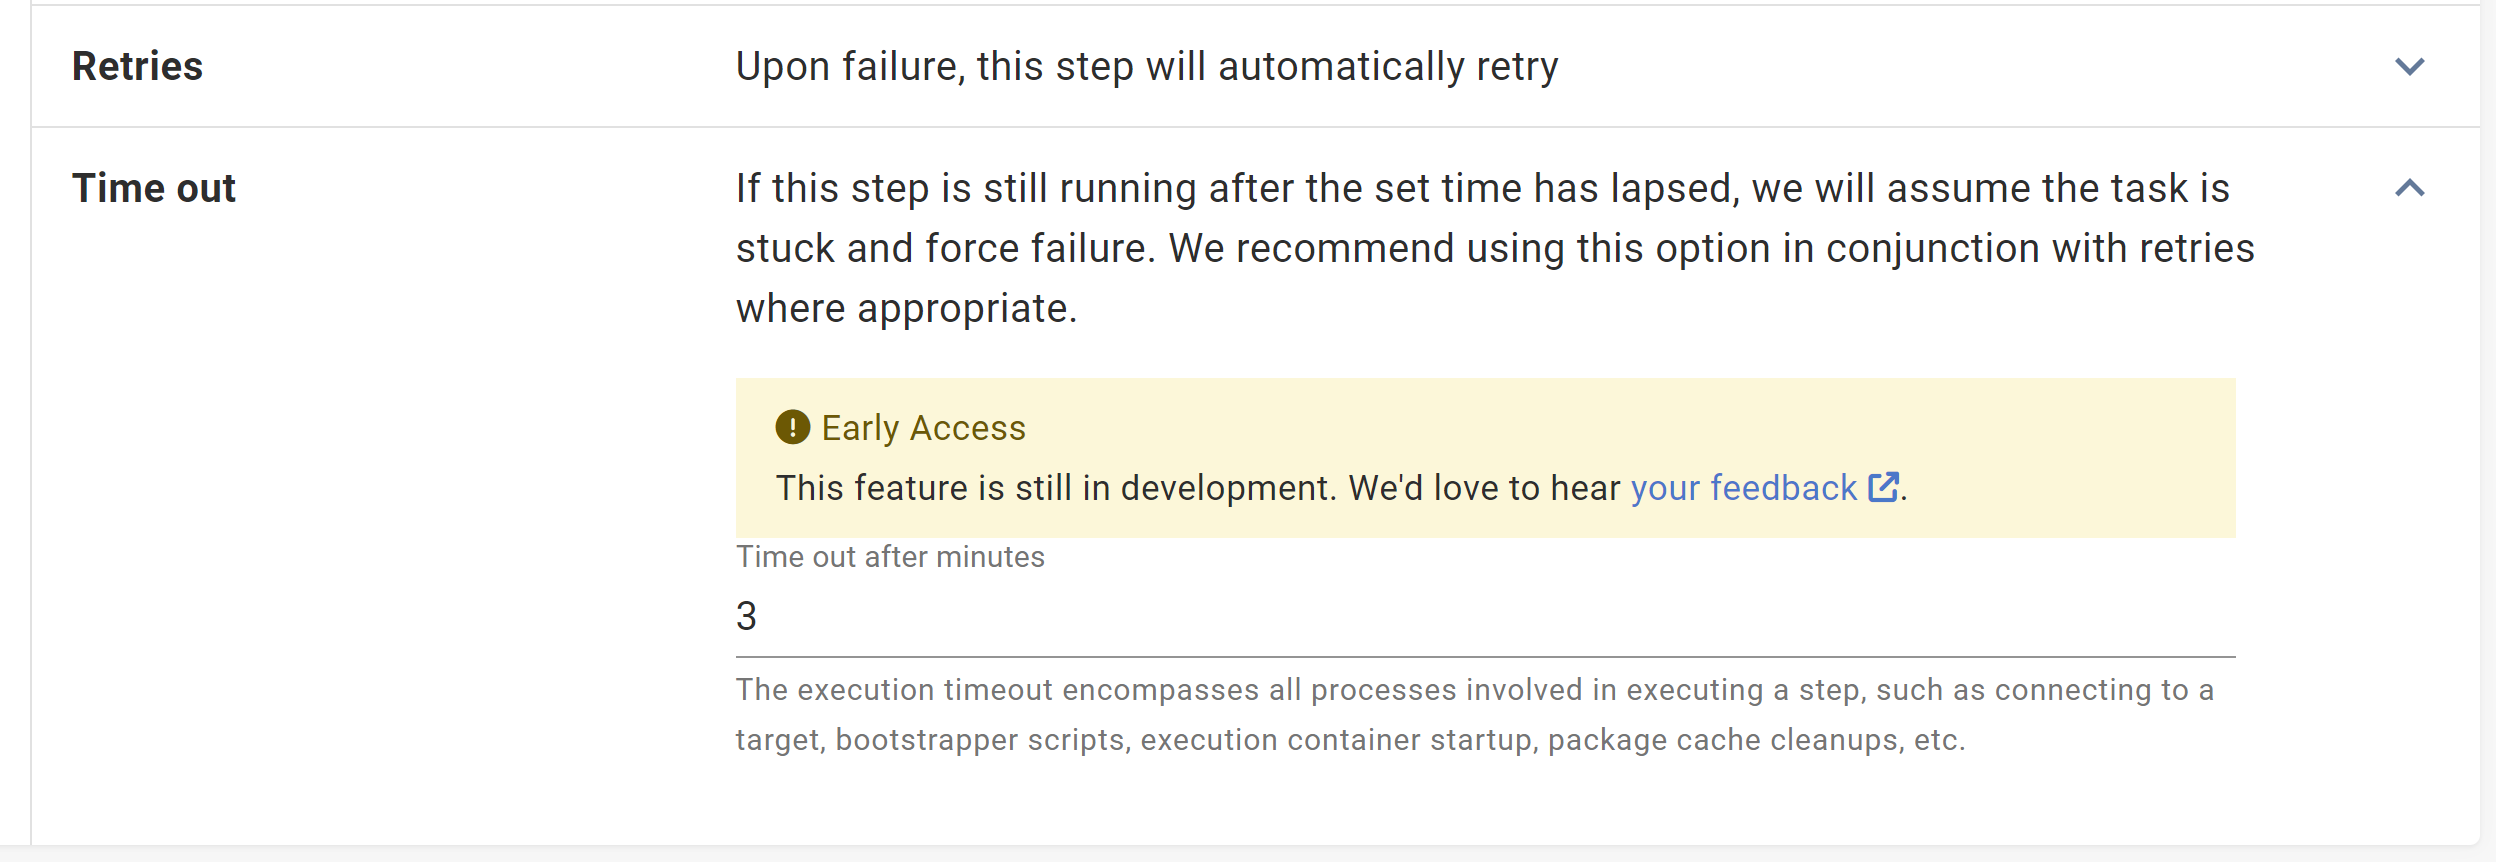 Retries
Upon failure, this step will automatically retry
Time out
If this step is still running after the set time has lapsed, we will assume the task is
stuck and force failure. We recommend using this option in conjunction with retries
where appropriate.
Early Access
This feature is still in development. We'd love to hear your feedback.
Time out after minutes
3
The execution timeout encompasses all processes involved in executing a step, such as connecting to a
target, bootstrapper scripts, execution container startup, package cache cleanups, etc.